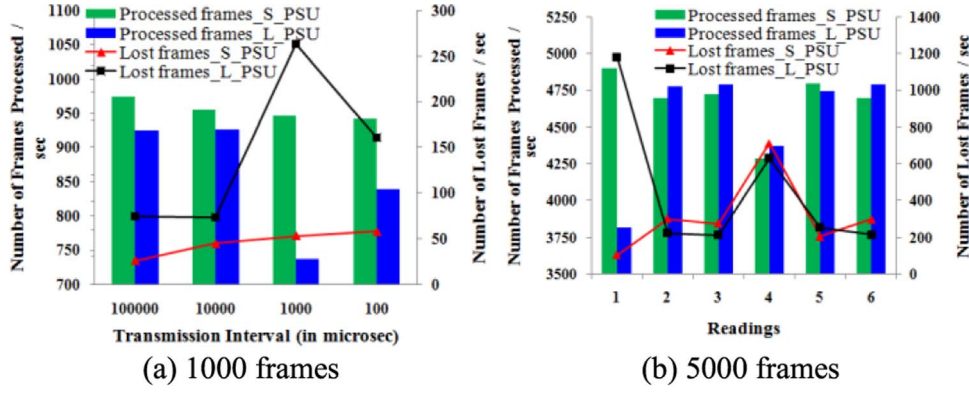 Processed frames_S_PSU
Processed frames_L_PSU
Lost frames_S_PSU
Lost frames_L_PSU
Number of Frames Processed / sec
1100
1050
1000
950
900
850
800
750
700
300
250
200
150
100
50
0
Number of Lost Frames / sec
100000 10000 1000 100
Transmission Interval (in microsec)
(a) 1000 frames
Processed frames_S_PSU
Processed frames_L_PSU
Lost frames_S_PSU
Lost frames_L_PSU
Number of Frames Processed / sec
5250
5000
4750
4500
4250
4000
3750
3500
1400
1200
1000
800
600
400
200
0
Number of Lost Frames / sec
1 2 3 4 5 6
Readings
(b) 5000 frames